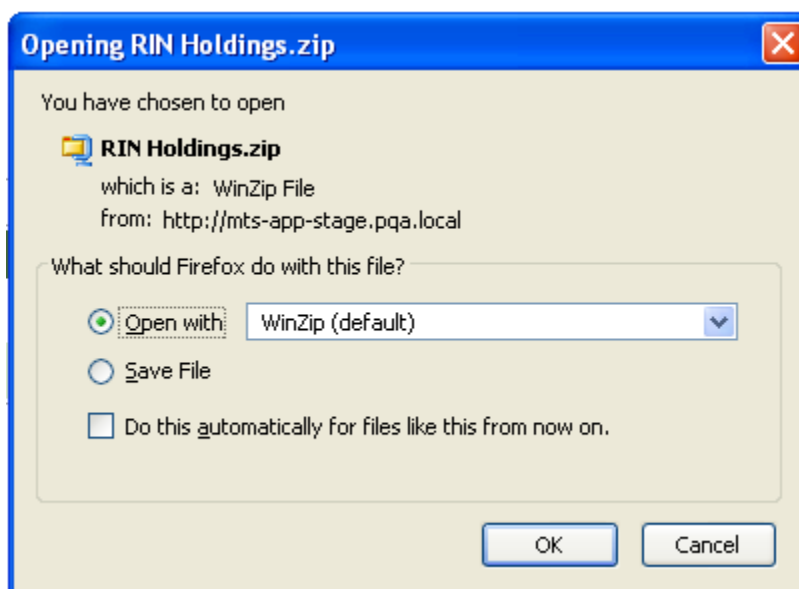 Opening RIN Holdings.zip
You have chosen to open
RIN Holdings.zip
which is a: WinZip File
from: http://mts-app-stage.pqa.local
What should Firefox do with this file?
Open with WinZip (default)
Save File
Do this automatically for files like this from now on.
OK Cancel